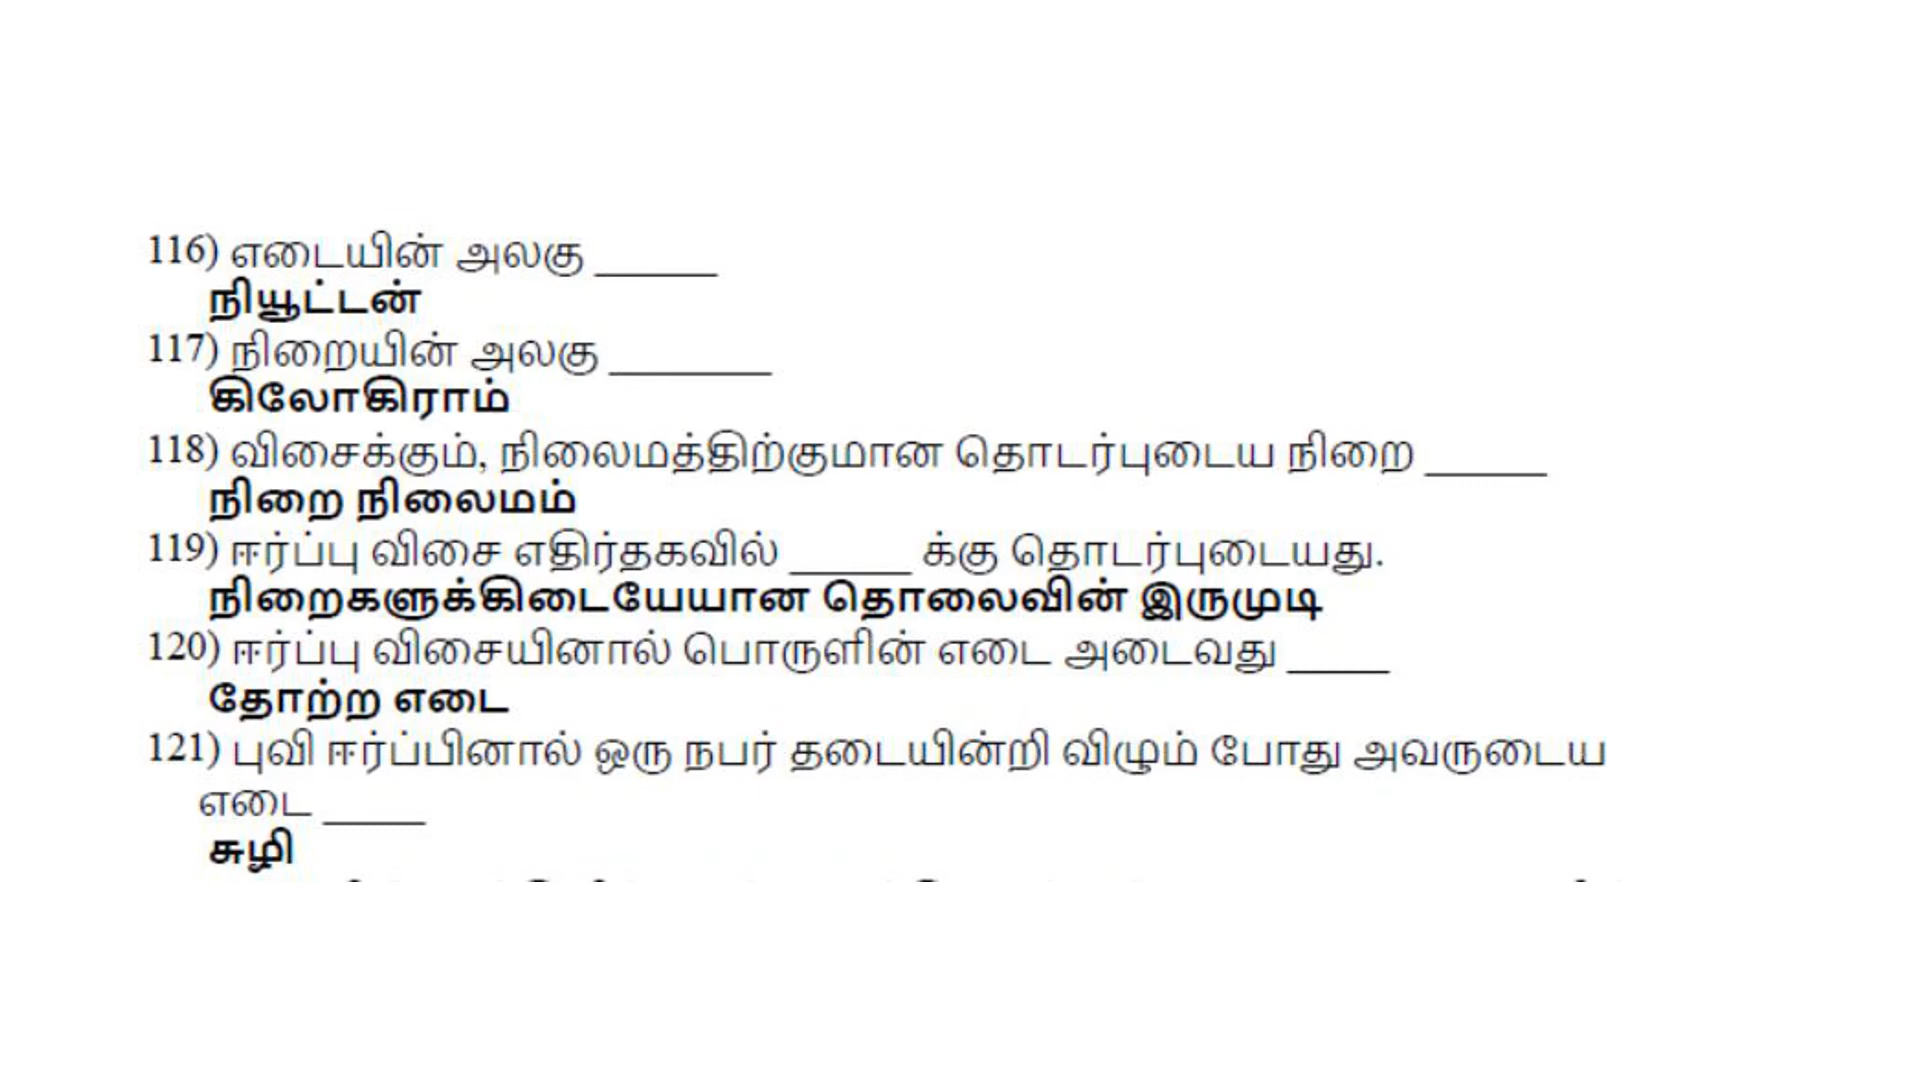 116) எடையின் அலகு ______
நியூட்டன்
117) நிறையின் அலகு ________
கிலோகிராம்
118) விசைக்கும், நிலைமத்திற்குமான தொடர்புடைய நிறை ______
நிறை நிலைமம்
119) ஈர்ப்பு விசை எதிர்தகவில் ______ க்கு தொடர்புடையது.
நிறைகளுக்கிடையேயான தொலைவின் இருமுடி
120) ஈர்ப்பு விசையினால் பொருளின் எடை அடைவது _____
தோற்ற எடை
121) புவி ஈர்ப்பினால் ஒரு நபர் தடையின்றி விழும் போது அவருடைய
எடை _____
சுழி